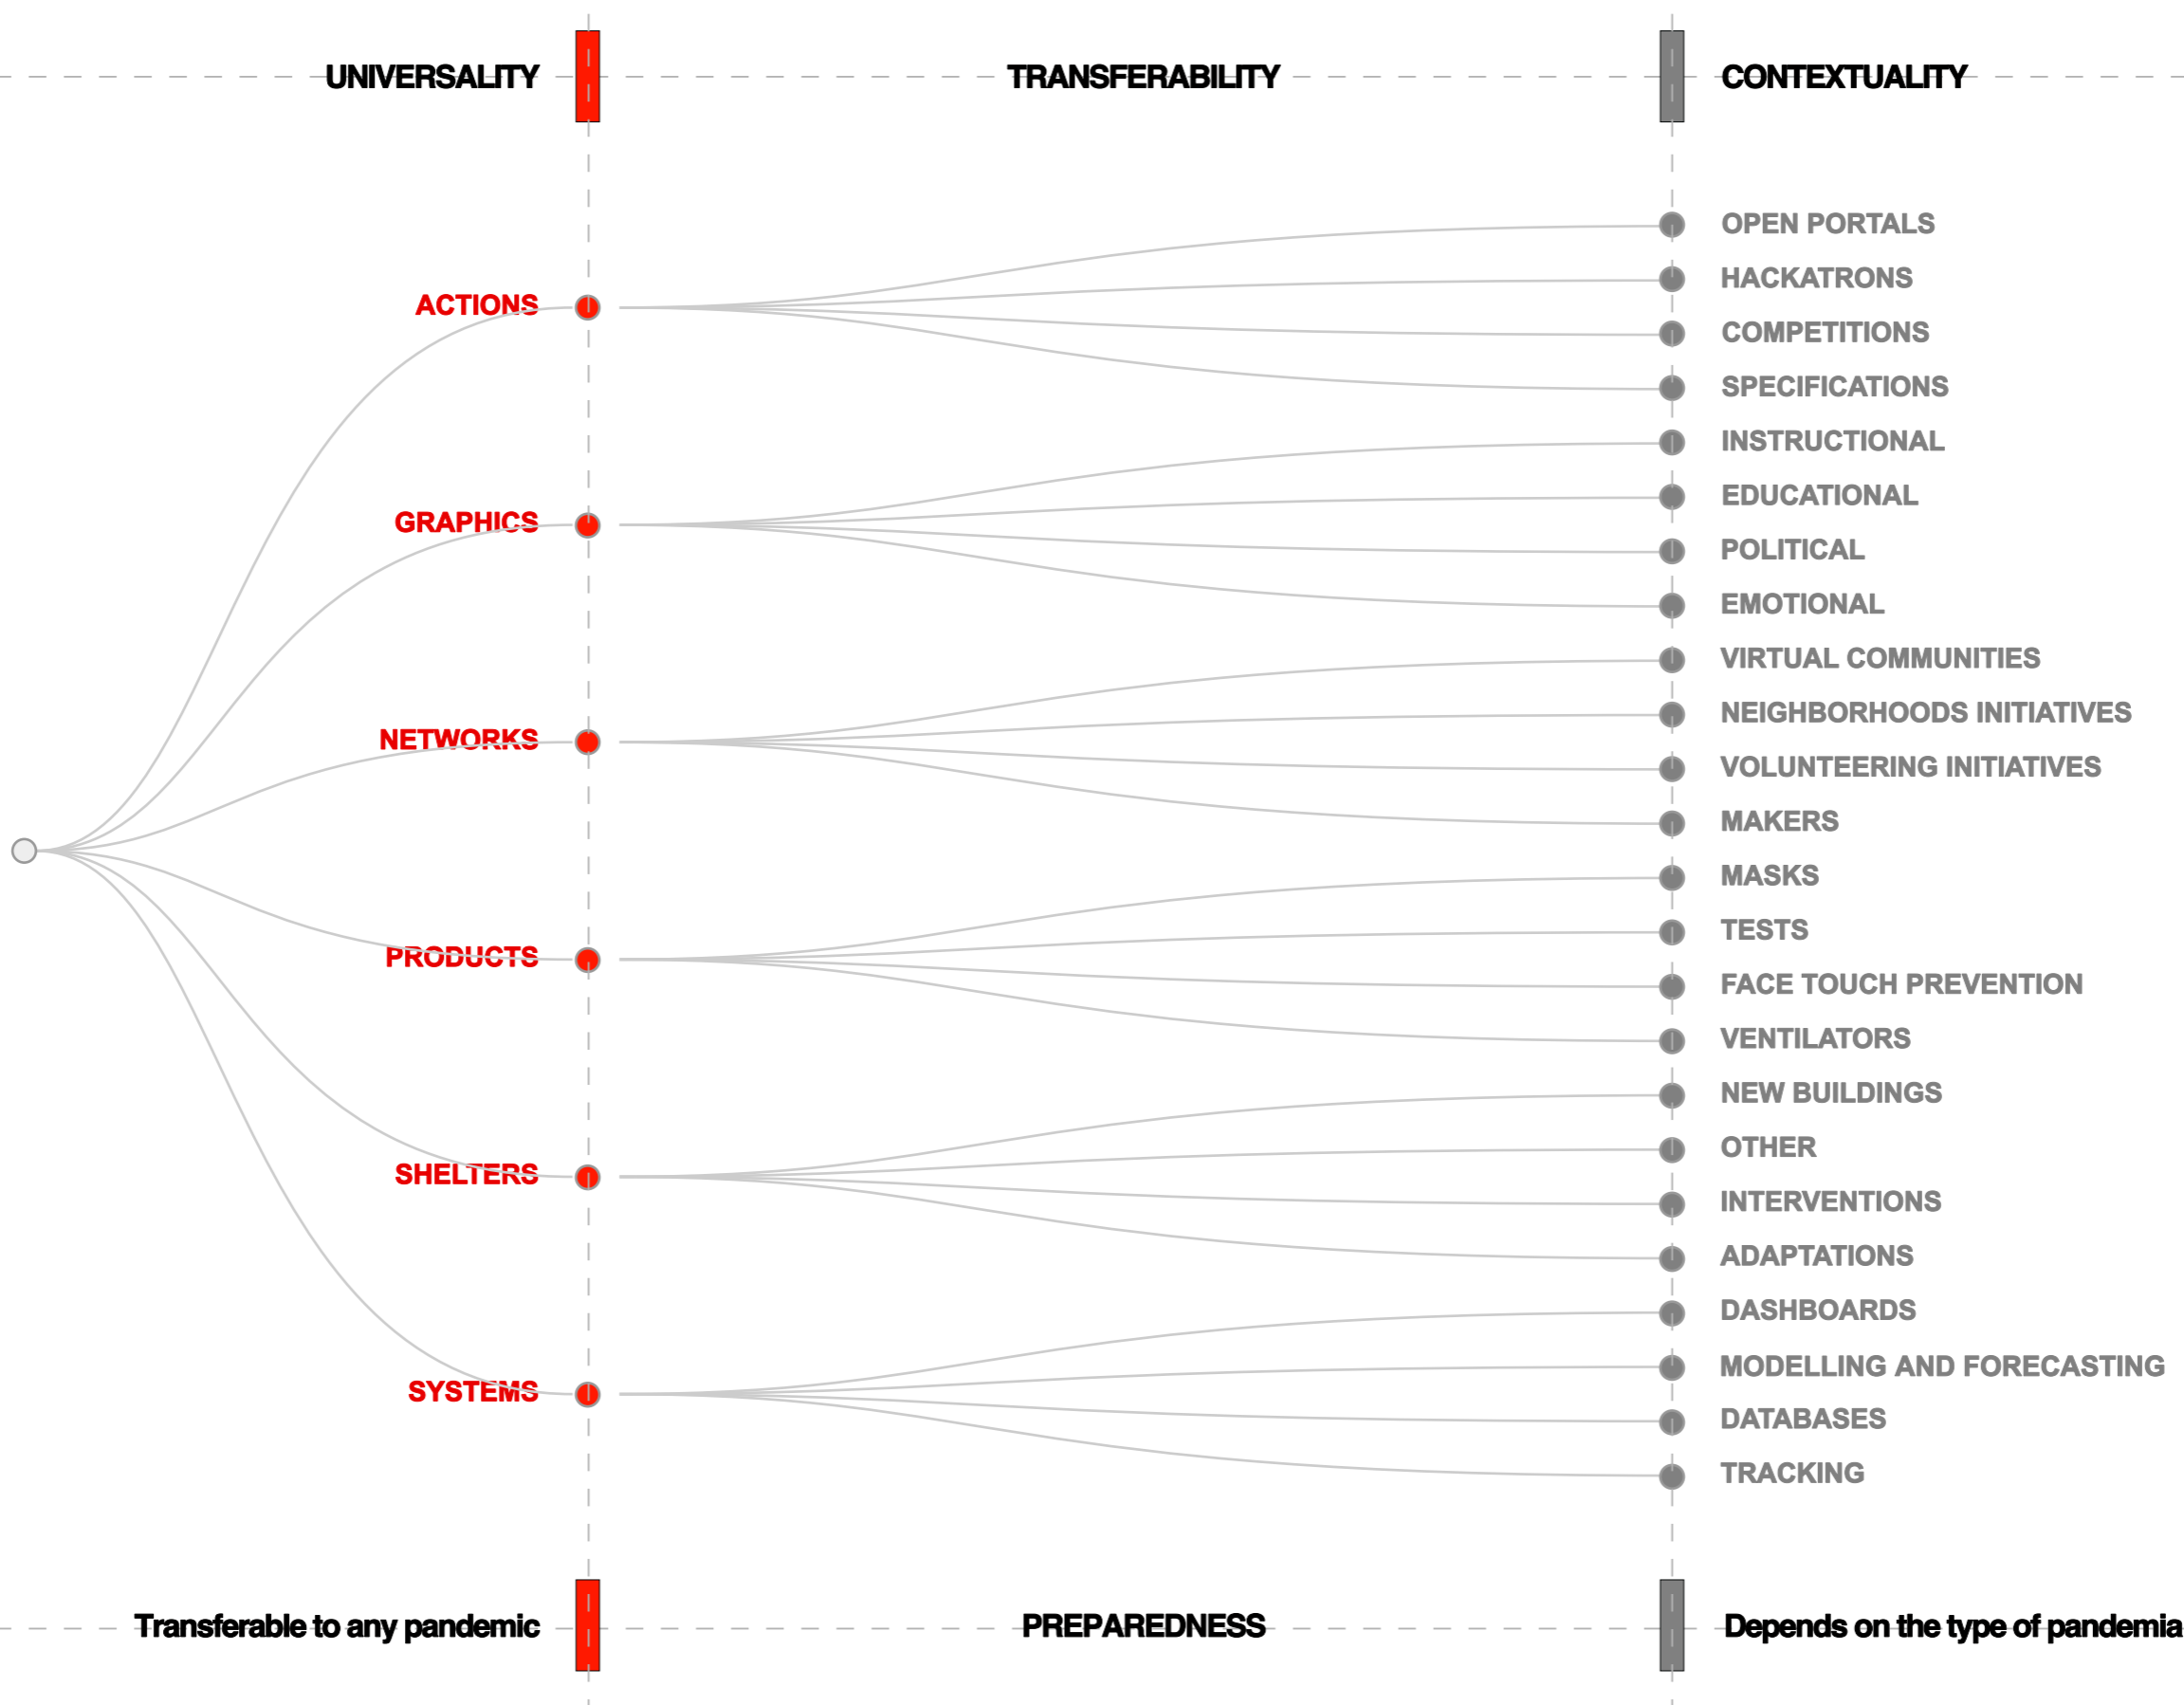 UNIVERSALITY
TRANSFERABILITY
CONTEXTUALITY
ACTIONS
OPEN PORTALS
HACKATRONS
COMPETITIONS
SPECIFICATIONS
GRAPHICS
INSTRUCTIONAL
EDUCATIONAL
POLITICAL
EMOTIONAL
NETWORKS
VIRTUAL COMMUNITIES
NEIGHBORHOODS INITIATIVES
VOLUNTEERING INITIATIVES
MAKERS
PRODUCTS
MASKS
TESTS
FACE TOUCH PREVENTION
VENTILATORS
SHELTERS
NEW BUILDINGS
OTHER
INTERVENTIONS
ADAPTATIONS
SYSTEMS
DASHBOARDS
MODELLING AND FORECASTING
DATABASES
TRACKING
Transferable to any pandemic
PREPAREDNESS
Depends on the type of pandemia